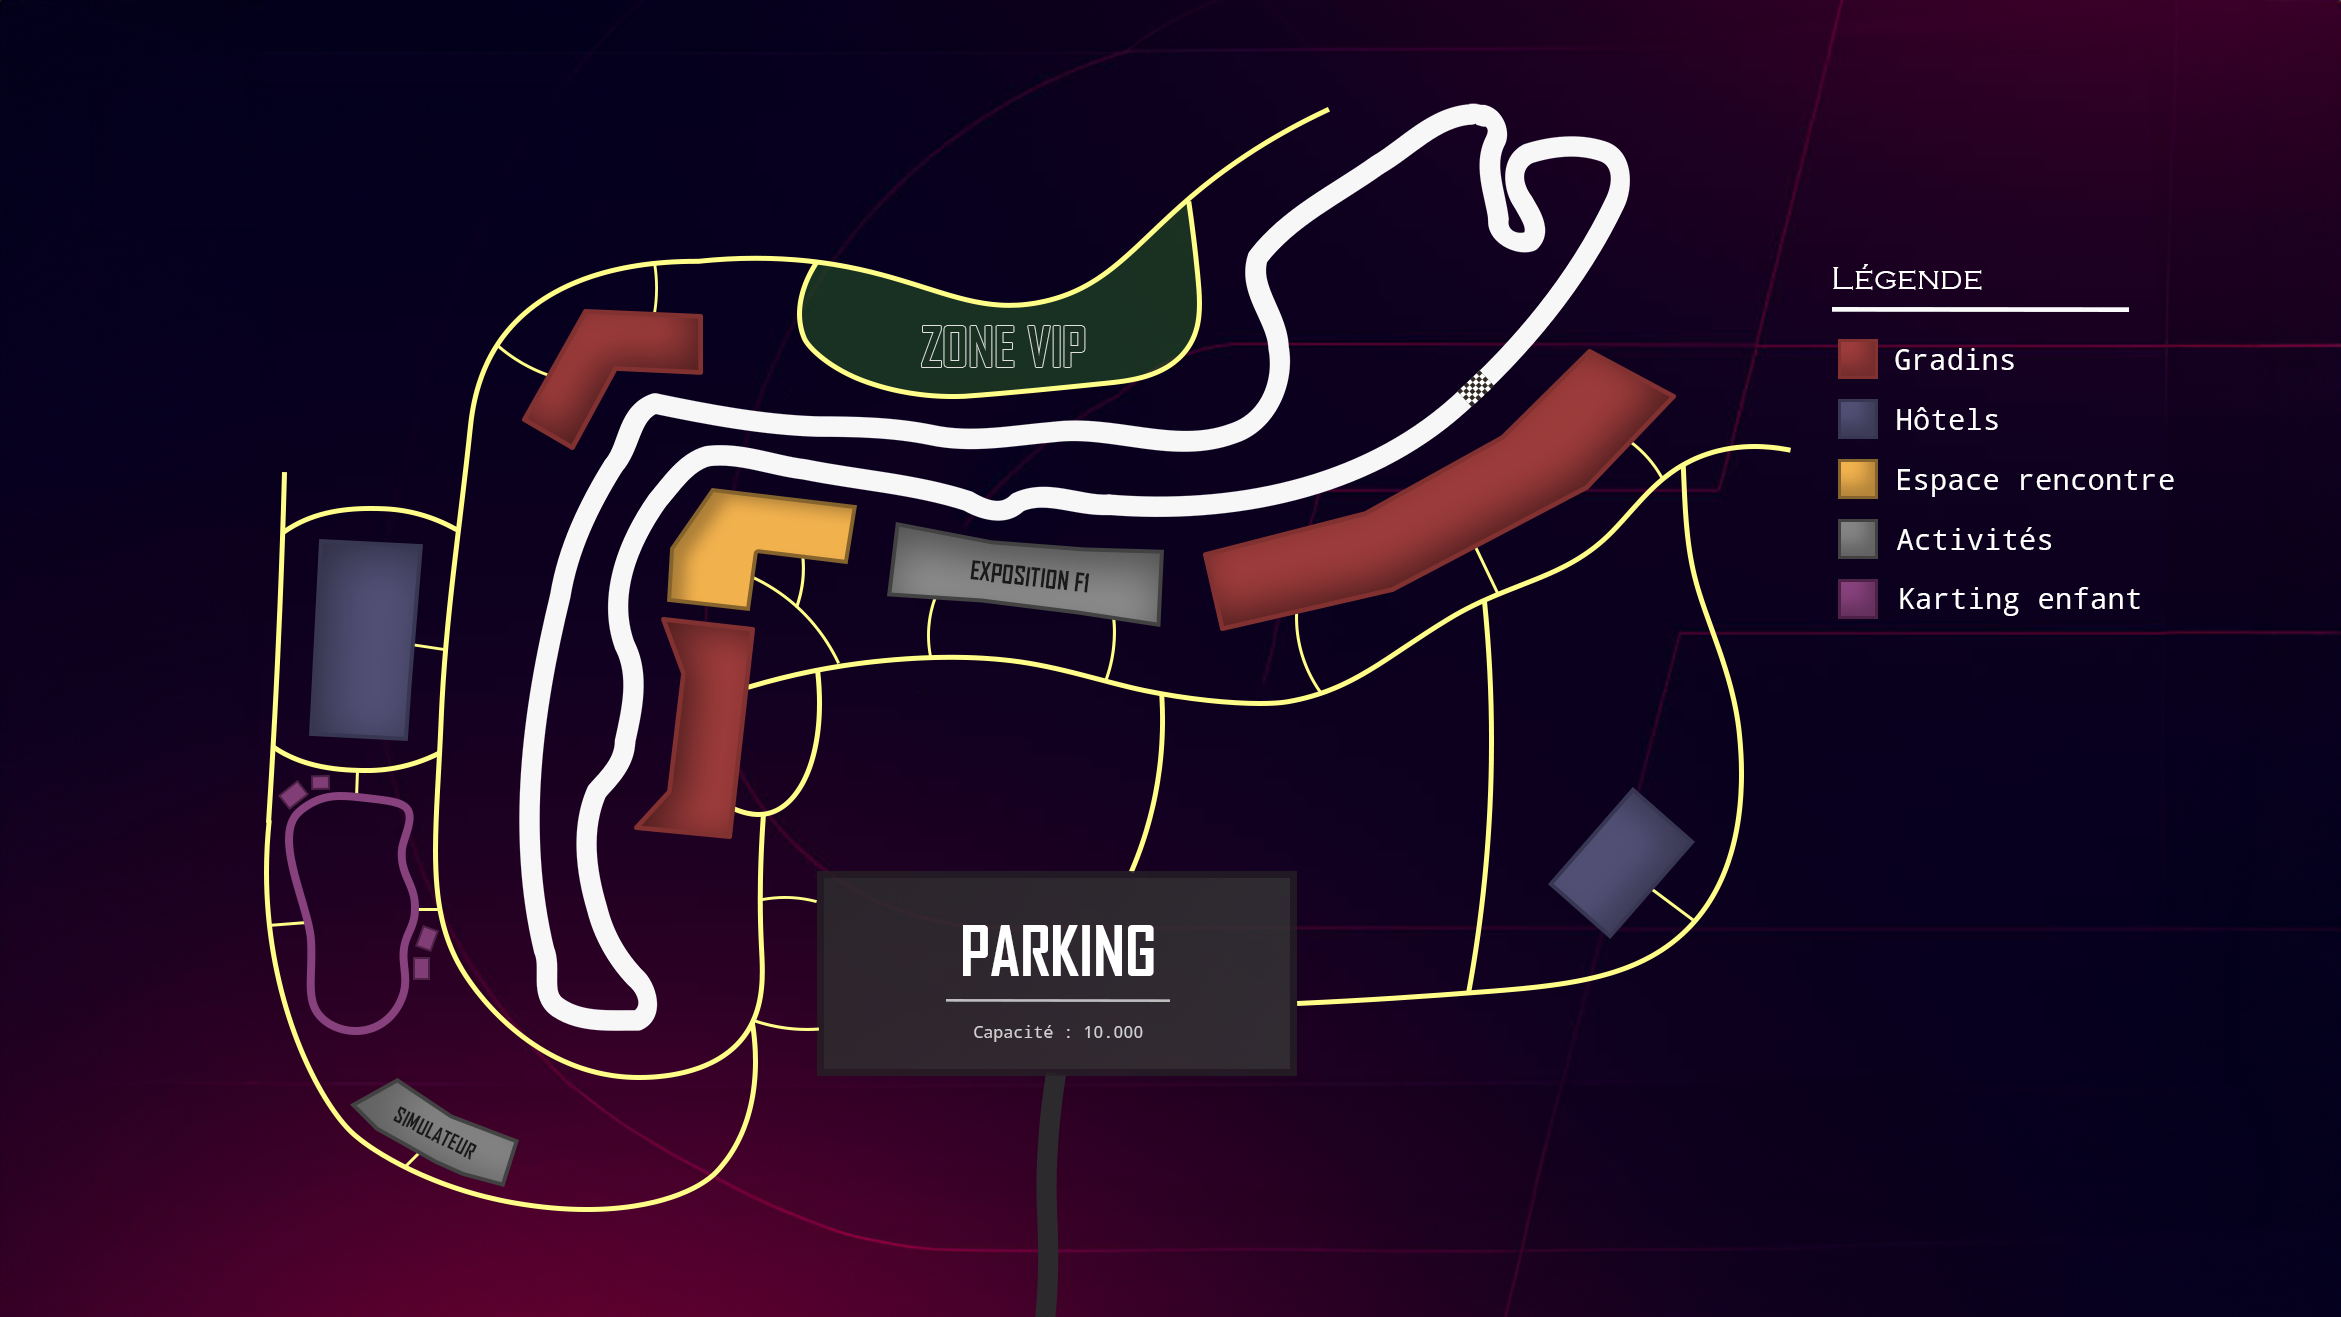 ZONE VIP
LÉGENDE
Gradins
Hôtels
Espace rencontre
Activités
Karting enfant
EXPOSITION F1
PARKING
Capacité : 10.000
SIMULATEUR